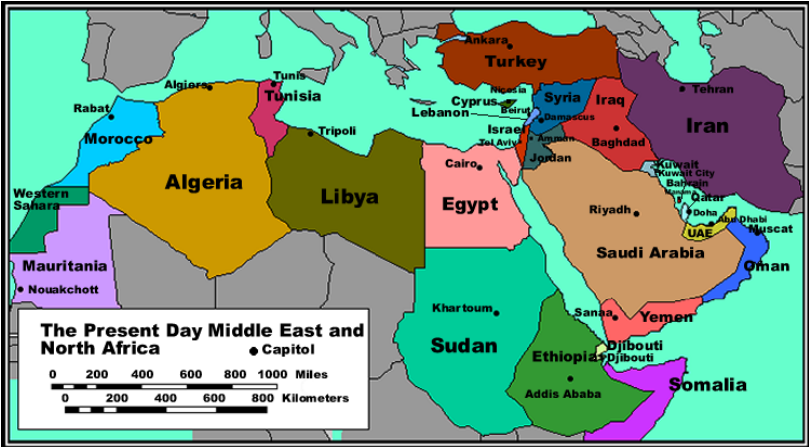 Ankara
Turkey
Algiers
Tunis
Tunisia
Nicosia
Cyprus
Beirut
Lebanon
Syria
Damascus
Iraq
Tehran
Iran
Rabat
Morocco
Tripoli
Israel
Tel Aviv
Amman
Jordan
Baghdad
Western
Sahara
Algeria
Libya
Cairo
Egypt
Kuwait
Kuwait City
Bahrain
Manama
Qatar
Doha
Abu Dhabi
UAE
Muscat
Oman
Riyadh
Saudi Arabia
Mauritania
Nouakchott
Khartoum
Sudan
Sanaa
Yemen
Djibouti
Djibouti
Ethiopia
Addis Ababa
Somalia
The Present Day Middle East and
North Africa
Capitol
0 200 400 600 800 1000 Miles
0 200 400 600 800 Kilometers